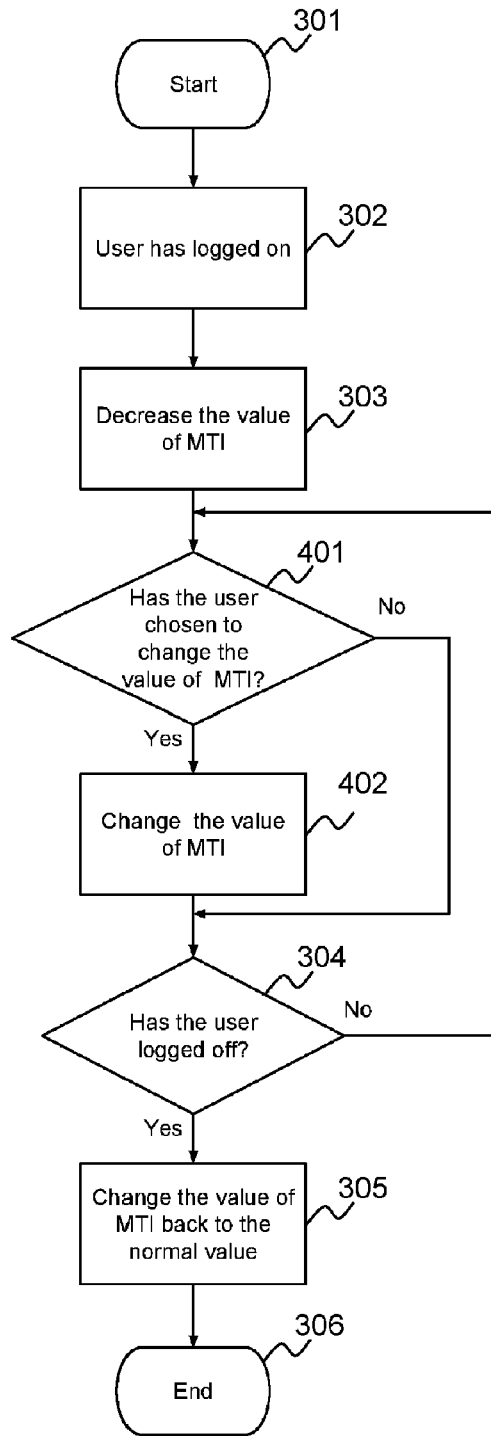 301
Start
302
User has logged on
303
Decrease the value
of MTI
401
Has the user
chosen to
change the
value of MTI?
No
Yes
402
Change the value
of MTI
304
Has the user
logged off?
No
Yes
305
Change the value of
MTI back to the
normal value
306
End